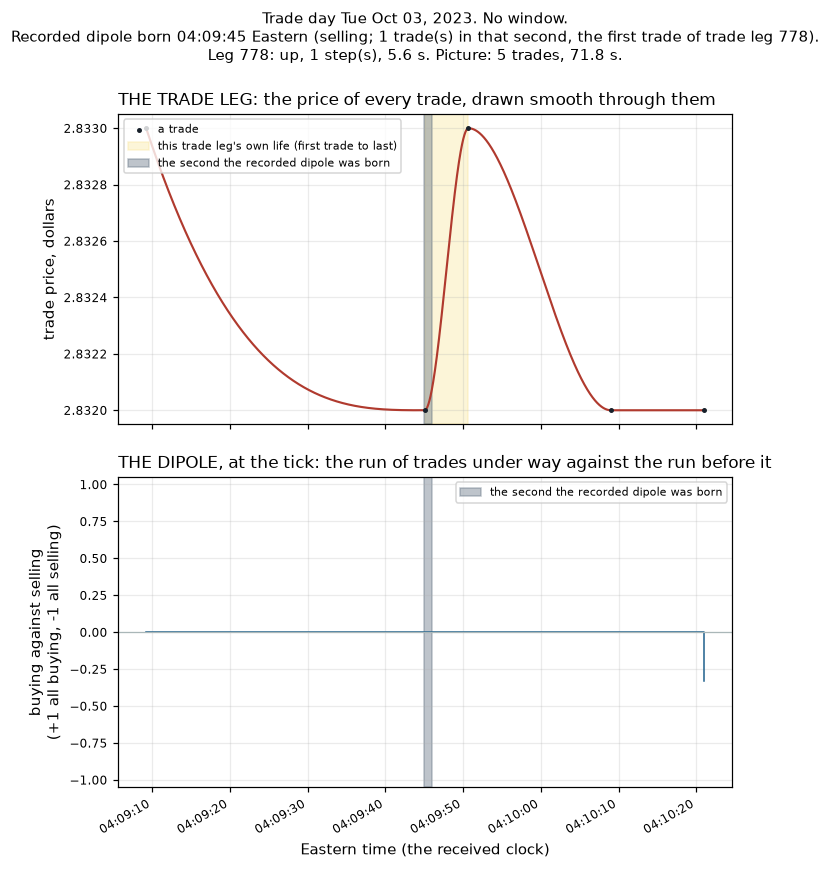 Trade day Tue Oct 03, 2023. No window.
Recorded dipole born 04:09:45 Eastern (selling; 1 trade(s) in that second, the first trade of trade leg 778).
Leg 778: up, 1 step(s), 5.6 s. Picture: 5 trades, 71.8 s.
THE TRADE LEG: the price of every trade, drawn smooth through them
a trade
this trade leg's own life (first trade to last)
the second the recorded dipole was born
2.8330
2.8328
2.8326
2.8324
2.8322
2.8320
trade price, dollars
THE DIPOLE, at the tick: the run of trades under way against the run before it
the second the recorded dipole was born
1.00
0.75
0.50
0.25
0.00
−0.25
−0.50
−0.75
−1.00
buying against selling
(+1 all buying, -1 all selling)
04:09:10
04:09:20
04:09:30
04:09:40
04:09:50
04:10:00
04:10:10
04:10:20
Eastern time (the received clock)